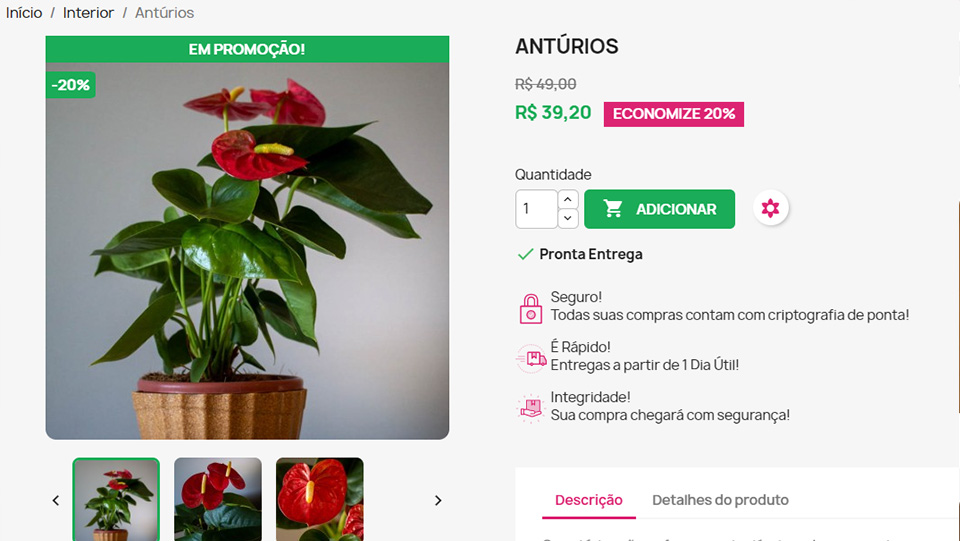 Início / Interior / Antúrios
EM PROMOÇÃO!
-20%
ANTÚRIOS
R$ 49,00
R$ 39,20 ECONOMIZE 20%
Quantidade
1 ADICIONAR
Pronta Entrega
Seguro!
Todas suas compras contam com criptografia de ponta!
É Rápido!
Entregas a partir de 1 Dia Útil!
Integridade!
Sua compra chegará com segurança!
Descrição Detalhes do produto